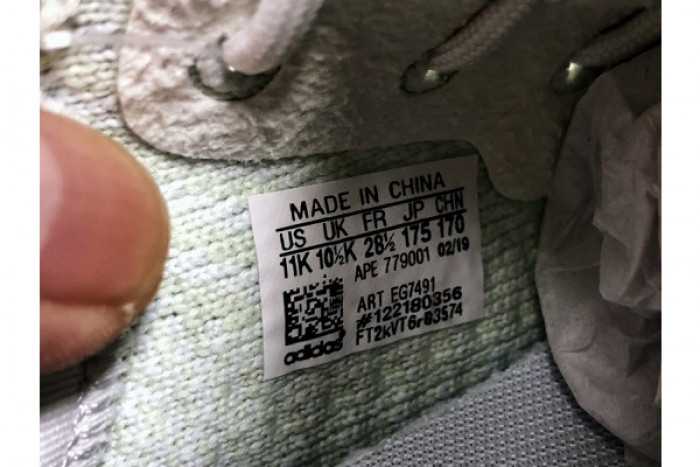 MADE IN CHINA
US UK FR JP CHN
11K 10½K 28½ 175 170
APE 779001 02/19
ART EG7491
#122180356
FT2kVT6r03574
adidas